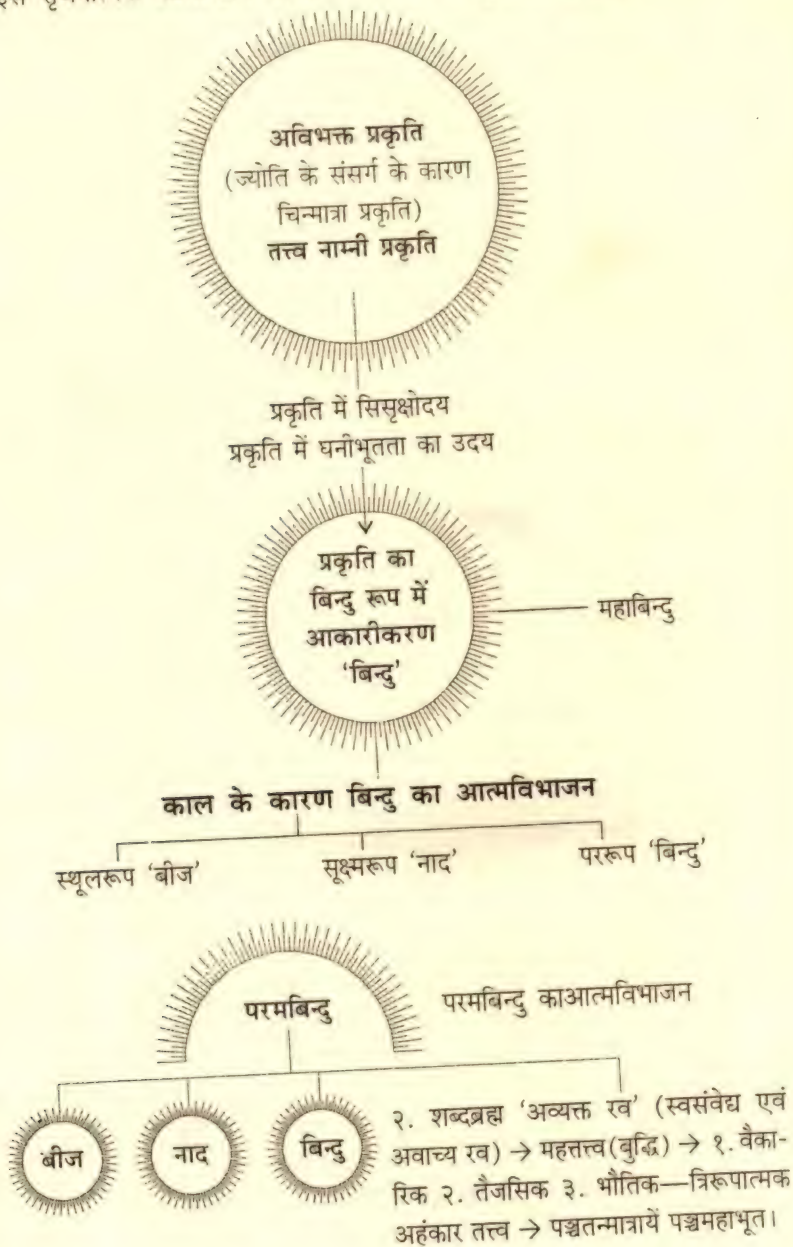 अविभक्त प्रकृति
(ज्योति के संसर्ग के कारण
चिन्मात्रा प्रकृति)
तत्त्व नाम्नी प्रकृति
प्रकृति में सिसृक्षोदय
प्रकृति में घनीभूतता का उदय
प्रकृति का
बिन्दु रूप में
आकारीकरण
‘बिन्दु’
महाबिन्दु
काल के कारण बिन्दु का आत्मविभाजन
स्थूलरूप ‘बीज’ सूक्ष्मरूप ‘नाद’ पररूप ‘बिन्दु’
परमबिन्दु
परमबिन्दु काआत्मविभाजन
बीज नाद बिन्दु
२. शब्दब्रह्म ‘अव्यक्त रव’ (स्वसंवेद्य एवं
अवाच्य रव) → महत्तत्त्व(बुद्धि) → १. वैका-
रिक २. तैजसिक ३. भौतिक—त्रिरूपात्मक
अहंकार तत्त्व → पञ्चतन्मात्रायें पञ्चमहाभूत।